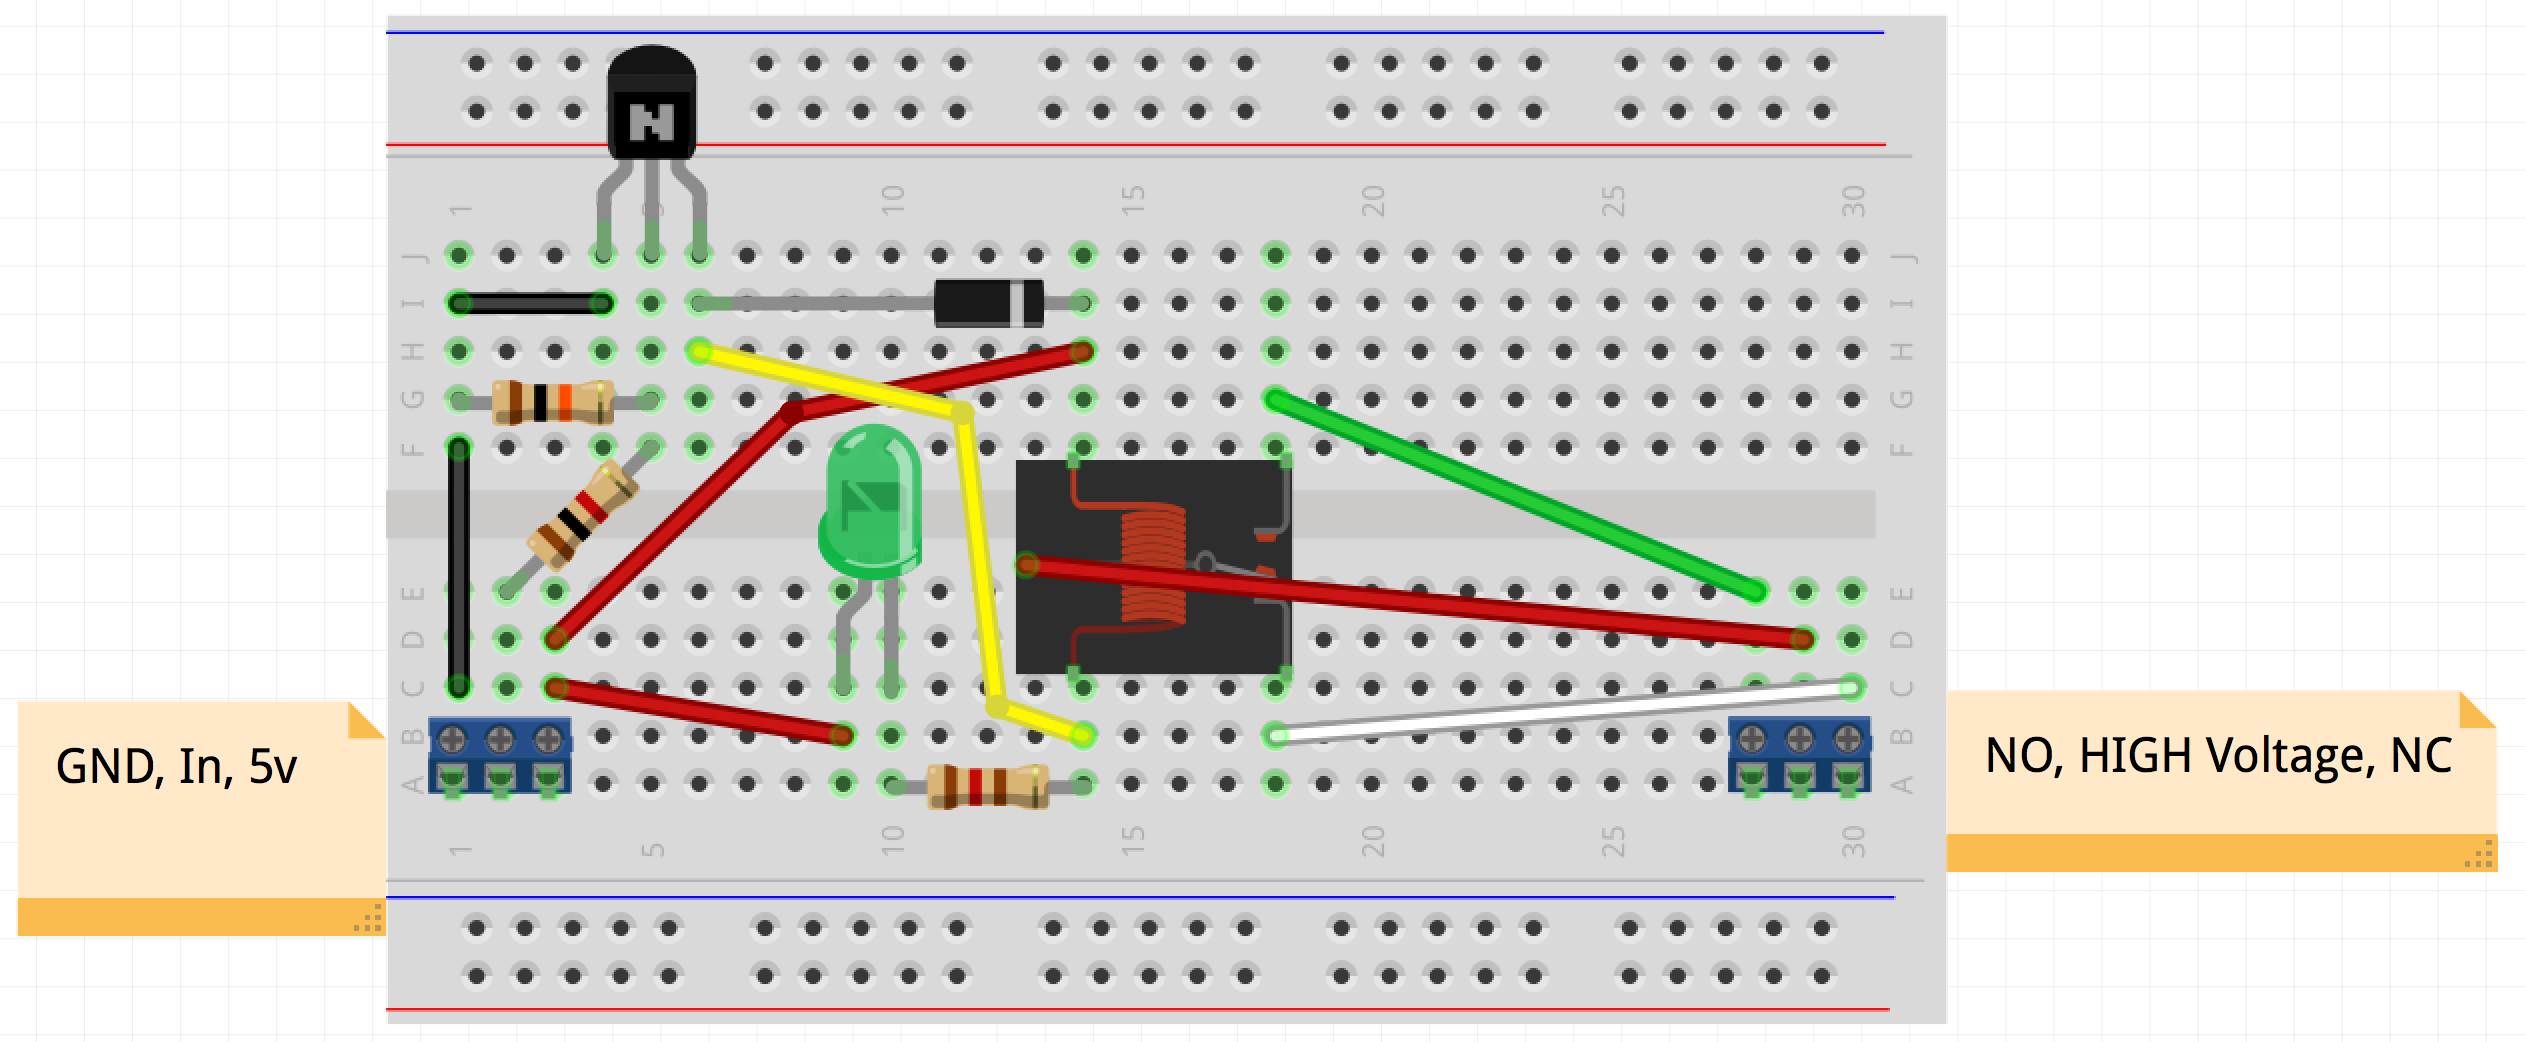 N
1 5 10 15 20 25 30
J J
I I
H H
G G
F F
E E
D D
C C
B B
A A
GND, In, 5v
NO, HIGH Voltage, NC
1 5 10 15 20 25 30